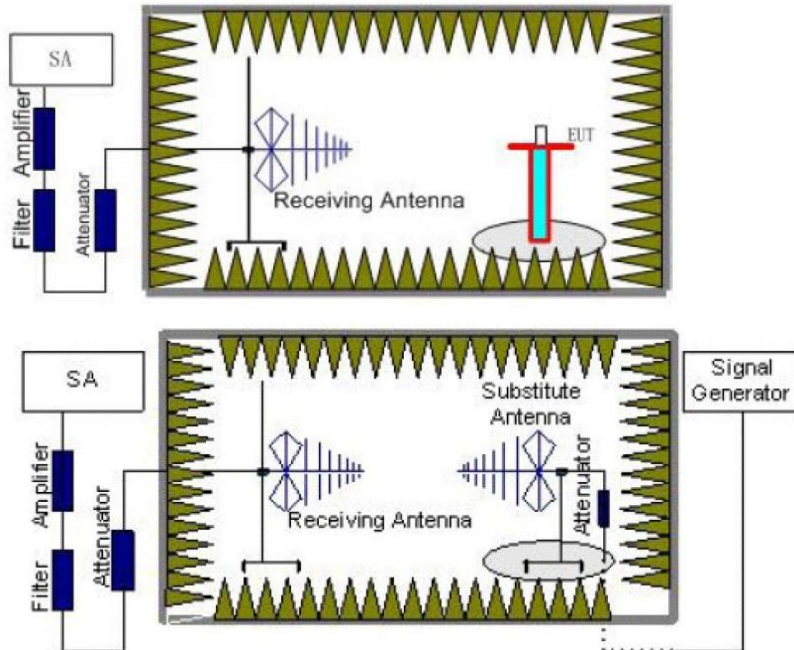 SA
Amplifier
Filter
Attenuator
Receiving Antenna
EUT
SA
Amplifier
Filter
Attenuator
Receiving Antenna
Substitute
Antenna
Attenuator
Signal
Generator